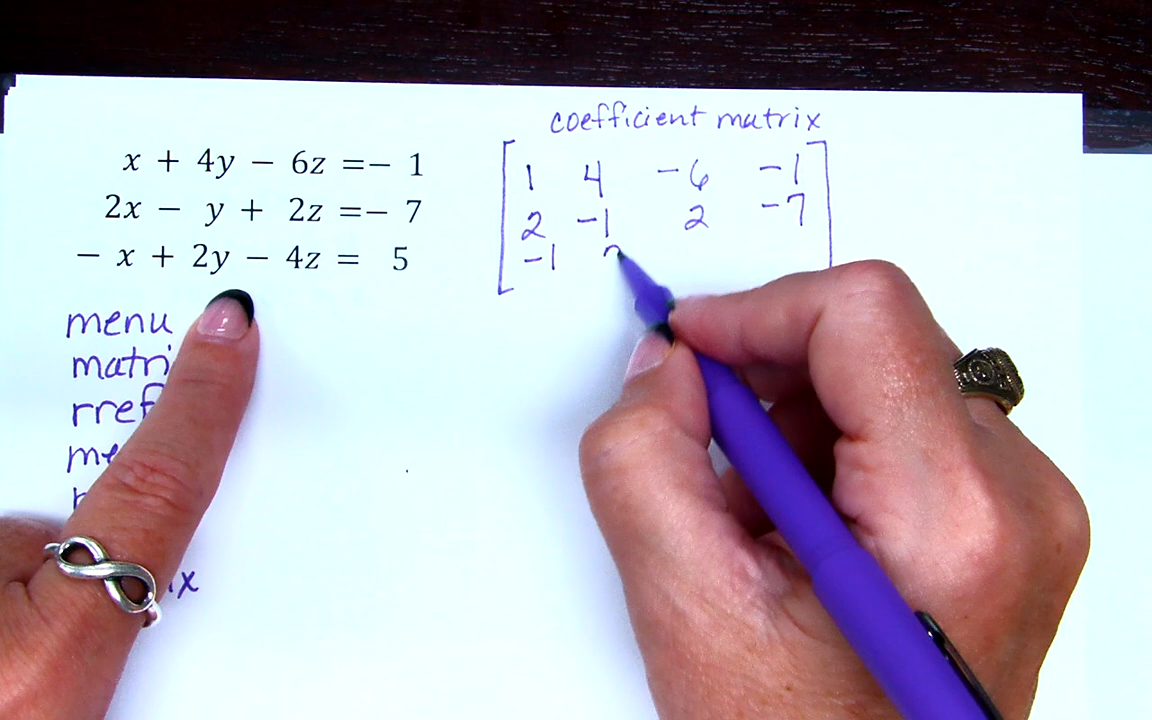 coefficient matrix
x + 4y − 6z =− 1
2x − y + 2z =− 7
− x + 2y − 4z = 5
1 4 -6 -1
2 -1 2 -7
-1
menu
rref